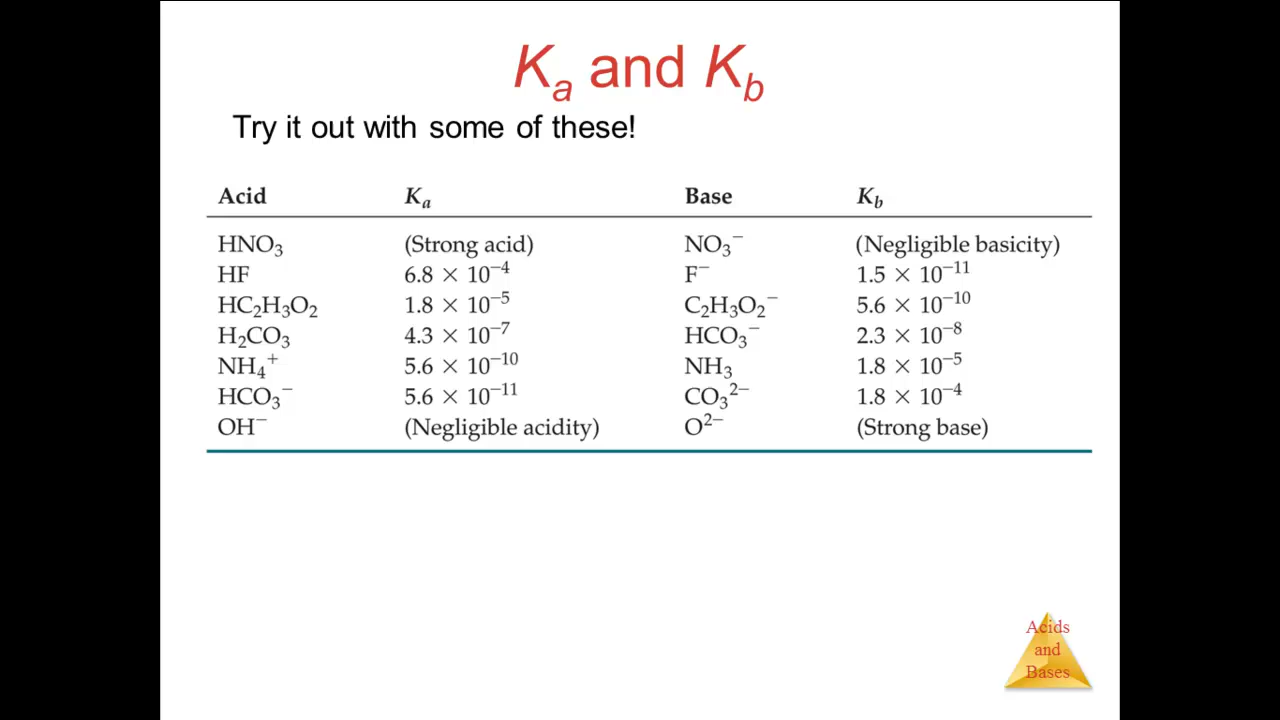 Kₐ and K_b
Try it out with some of these!
Acid Kₐ Base K_b
HNO₃ (Strong acid) NO₃⁻ (Negligible basicity)
HF 6.8 × 10⁻⁴ F⁻ 1.5 × 10⁻¹¹
HC₂H₃O₂ 1.8 × 10⁻⁵ C₂H₃O₂⁻ 5.6 × 10⁻¹⁰
H₂CO₃ 4.3 × 10⁻⁷ HCO₃⁻ 2.3 × 10⁻⁸
NH₄⁺ 5.6 × 10⁻¹⁰ NH₃ 1.8 × 10⁻⁵
HCO₃⁻ 5.6 × 10⁻¹¹ CO₃²⁻ 1.8 × 10⁻⁴
OH⁻ (Negligible acidity) O²⁻ (Strong base)
Acids
and
Bases